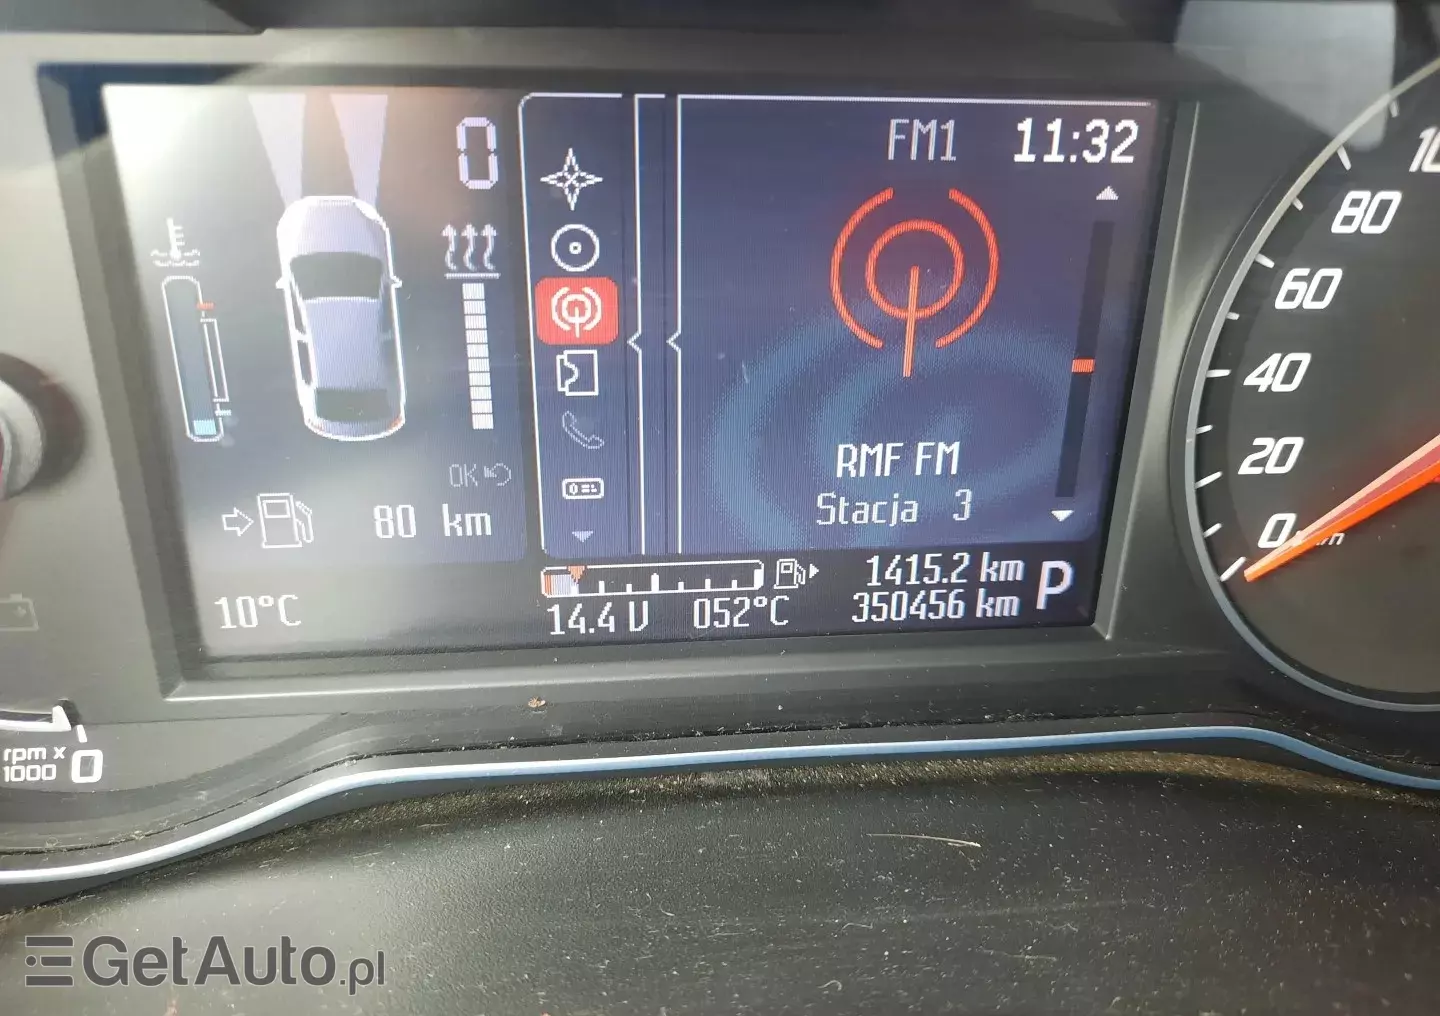 0
FM1 11:32
OK
RMF FM
Stacja 3
80 km
10°C
14.4 V 052°C
1415.2 km
350456 km
P
80
60
40
20
0
rpm x
1000 0
GetAuto.pl